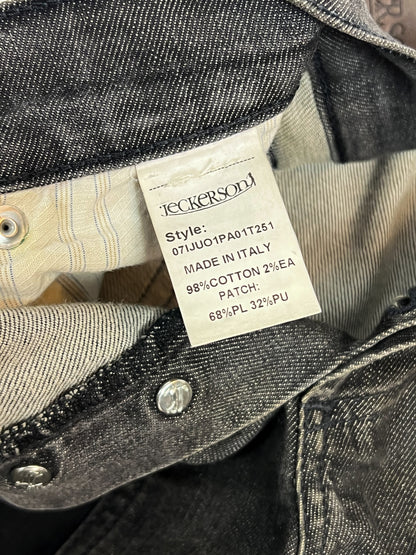 JECKERSON
Style:
07IJUO1PA01T251
MADE IN ITALY
98%COTTON 2%EA
PATCH:
68%PL 32%PU